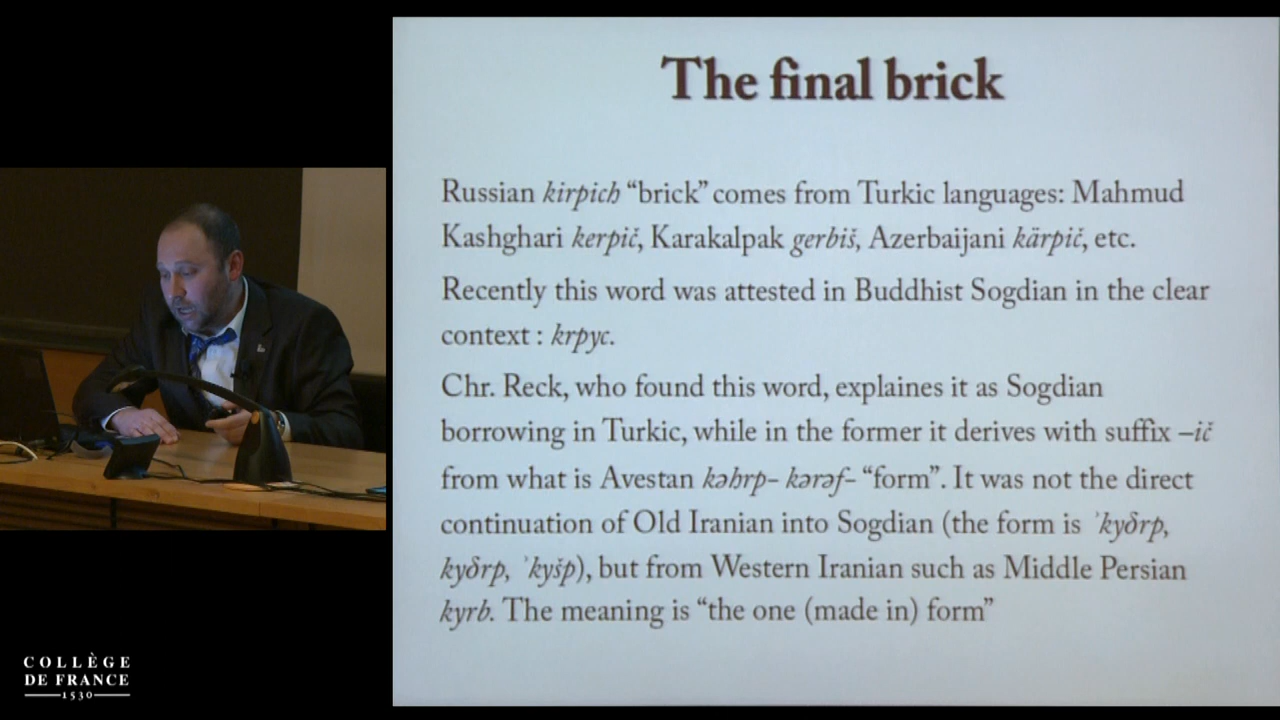 The final brick
Russian kirpich “brick” comes from Turkic languages: Mahmud
Kashghari kerpič, Karakalpak gerbiš, Azerbaijani kärpič, etc.
Recently this word was attested in Buddhist Sogdian in the clear
context : krpyc.
Chr. Reck, who found this word, explaines it as Sogdian
borrowing in Turkic, while in the former it derives with suffix –ič
from what is Avestan kəhrp– kərəf– “form”. It was not the direct
continuation of Old Iranian into Sogdian (the form is ʾkyδrp,
kyδrp, ʾkyšp), but from Western Iranian such as Middle Persian
kyrb. The meaning is “the one (made in) form”
COLLÈGE
DE FRANCE
1530